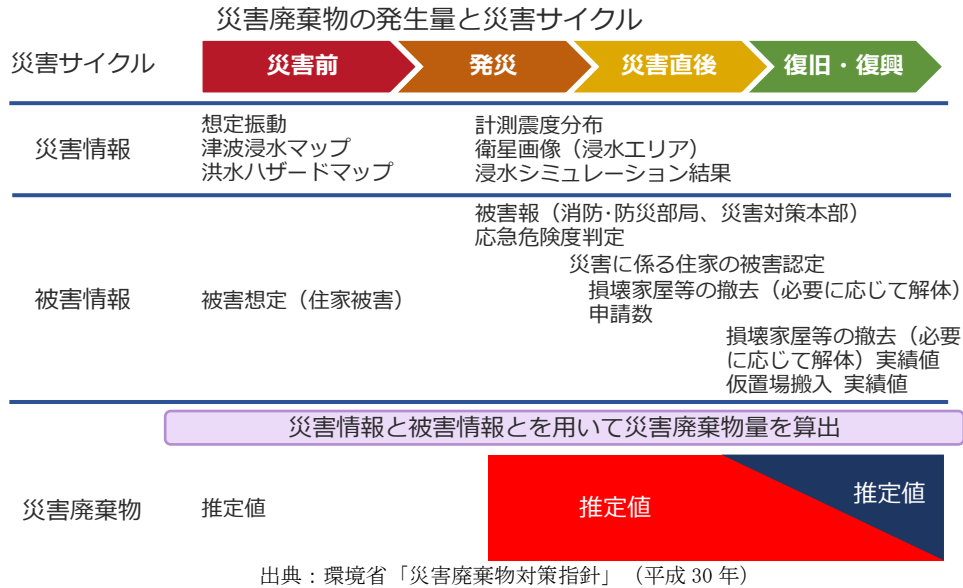 災害廃棄物の発生量と災害サイクル
災害サイクル
災害前
発災
災害直後
復旧・復興
災害情報
想定振動
津波浸水マップ
洪水ハザードマップ
計測震度分布
衛星画像（浸水エリア）
浸水シミュレーション結果
被害情報
被害想定（住家被害）
被害報（消防･防災部局、災害対策本部）
応急危険度判定
災害に係る住家の被害認定
損壊家屋等の撤去（必要に応じて解体）
申請数
損壊家屋等の撤去（必要
に応じて解体）実績値
仮置場搬入 実績値
災害情報と被害情報とを用いて災害廃棄物量を算出
災害廃棄物
推定値
推定値
推定値
出典：環境省「災害廃棄物対策指針」（平成 30 年）